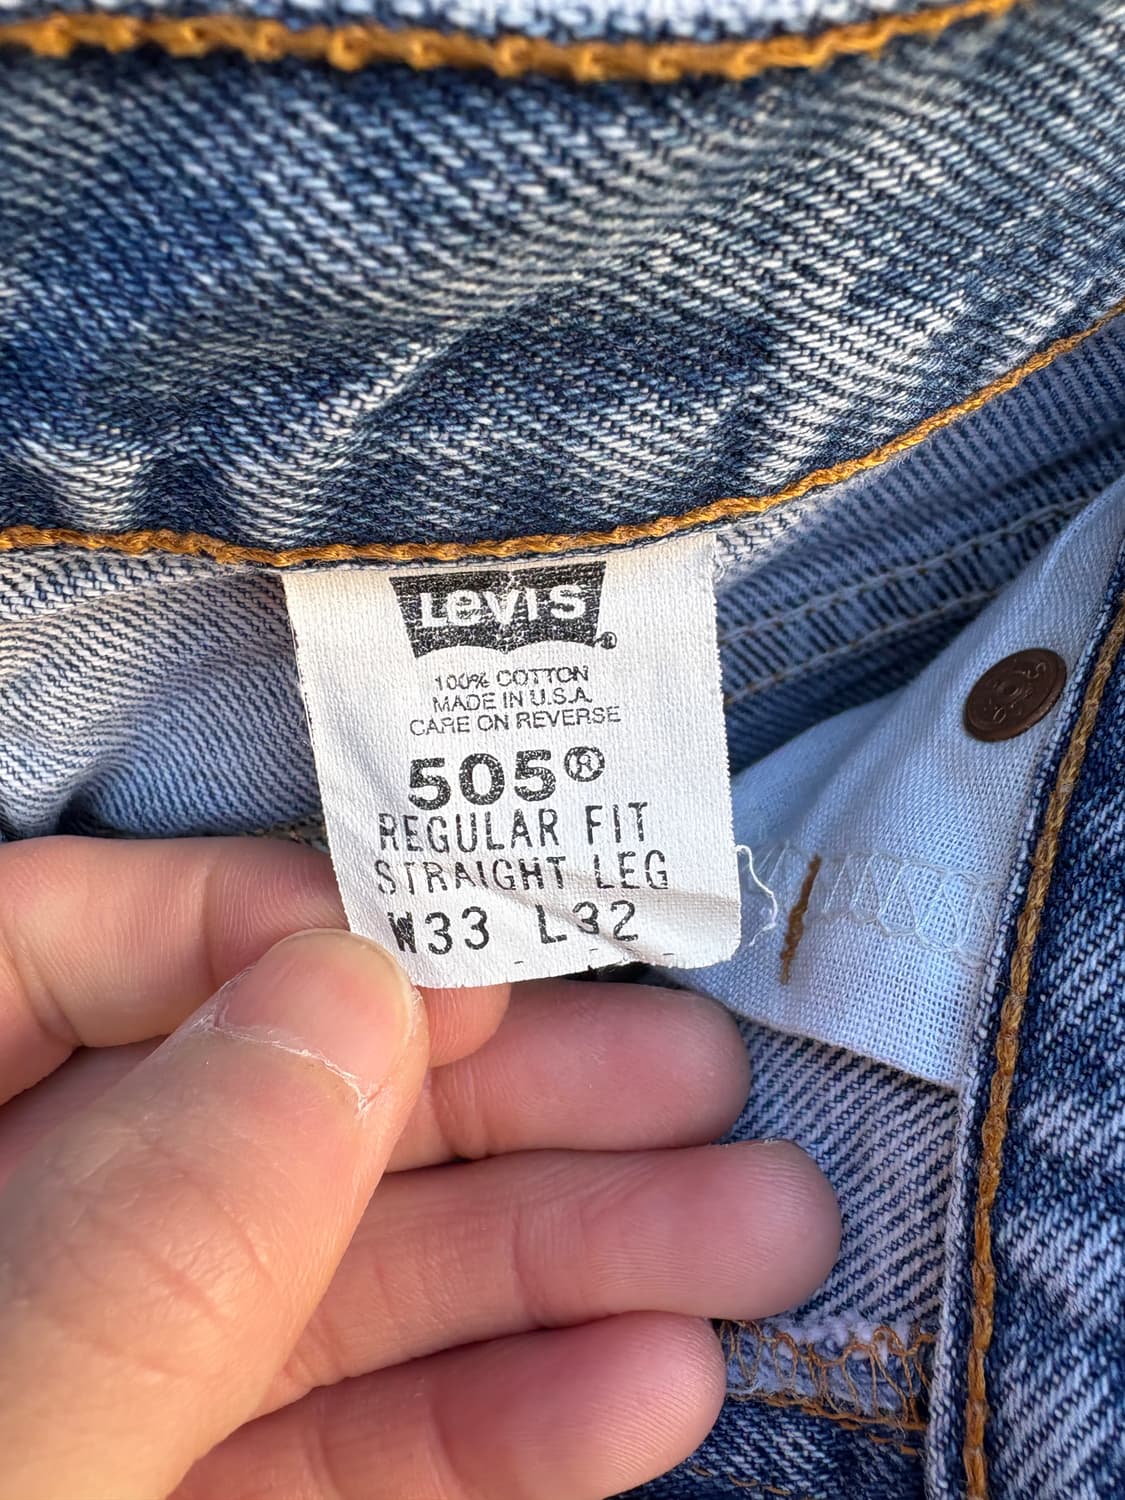 Levi's®
100% COTTON
MADE IN U.S.A.
CARE ON REVERSE
505®
REGULAR FIT
STRAIGHT LEG
W33 L32